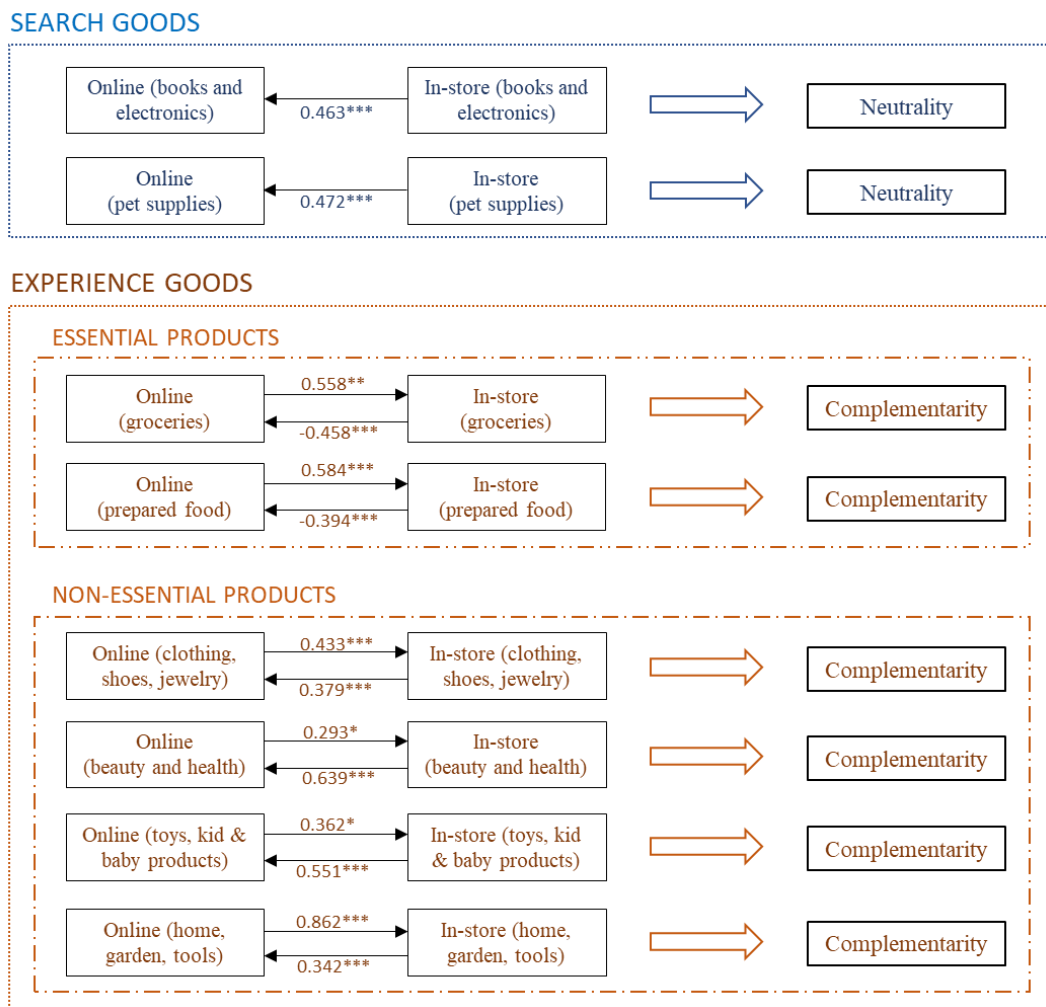 SEARCH GOODS
Online (books and
electronics)
0.463***
In-store (books and
electronics)
Neutrality
Online
(pet supplies)
0.472***
In-store
(pet supplies)
Neutrality
EXPERIENCE GOODS
ESSENTIAL PRODUCTS
Online
(groceries)
0.558**
-0.458***
In-store
(groceries)
Complementarity
Online
(prepared food)
0.584***
-0.394***
In-store
(prepared food)
Complementarity
NON-ESSENTIAL PRODUCTS
Online (clothing,
shoes, jewelry)
0.433***
0.379***
In-store (clothing,
shoes, jewelry)
Complementarity
Online
(beauty and health)
0.293*
0.639***
In-store
(beauty and health)
Complementarity
Online (toys, kid &
baby products)
0.362*
0.551***
In-store (toys, kid
& baby products)
Complementarity
Online (home,
garden, tools)
0.862***
0.342***
In-store (home,
garden, tools)
Complementarity